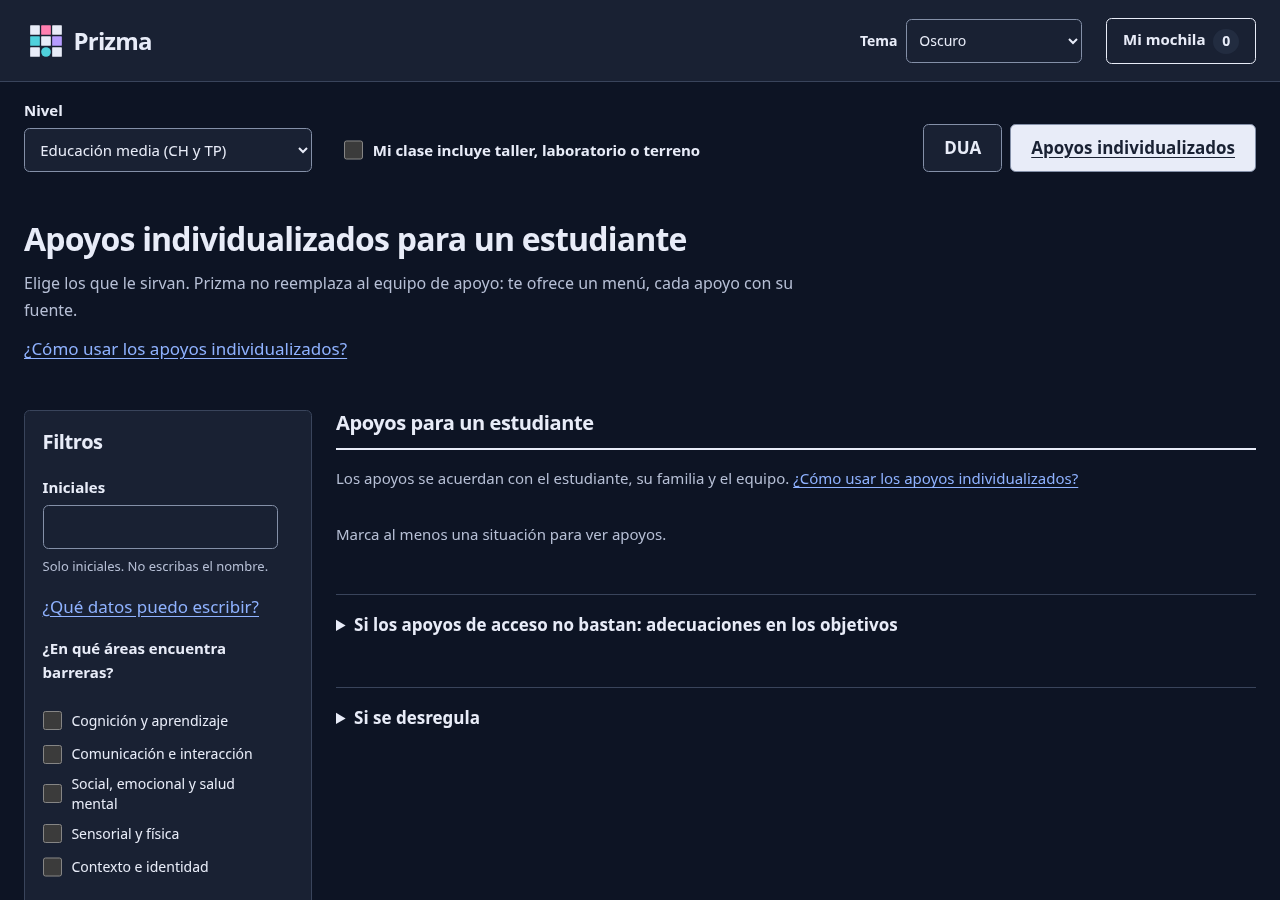 Prizma
Tema
Oscuro
Mi mochila 0
Nivel
Educación media (CH y TP)
Mi clase incluye taller, laboratorio o terreno
DUA
Apoyos individualizados
Apoyos individualizados para un estudiante
Elige los que le sirvan. Prizma no reemplaza al equipo de apoyo: te ofrece un menú, cada apoyo con su
fuente.
¿Cómo usar los apoyos individualizados?
Filtros
Iniciales
Solo iniciales. No escribas el nombre.
¿Qué datos puedo escribir?
¿En qué áreas encuentra
barreras?
Cognición y aprendizaje
Comunicación e interacción
Social, emocional y salud
mental
Sensorial y física
Contexto e identidad
Apoyos para un estudiante
Los apoyos se acuerdan con el estudiante, su familia y el equipo. ¿Cómo usar los apoyos individualizados?
Marca al menos una situación para ver apoyos.
Si los apoyos de acceso no bastan: adecuaciones en los objetivos
Si se desregula